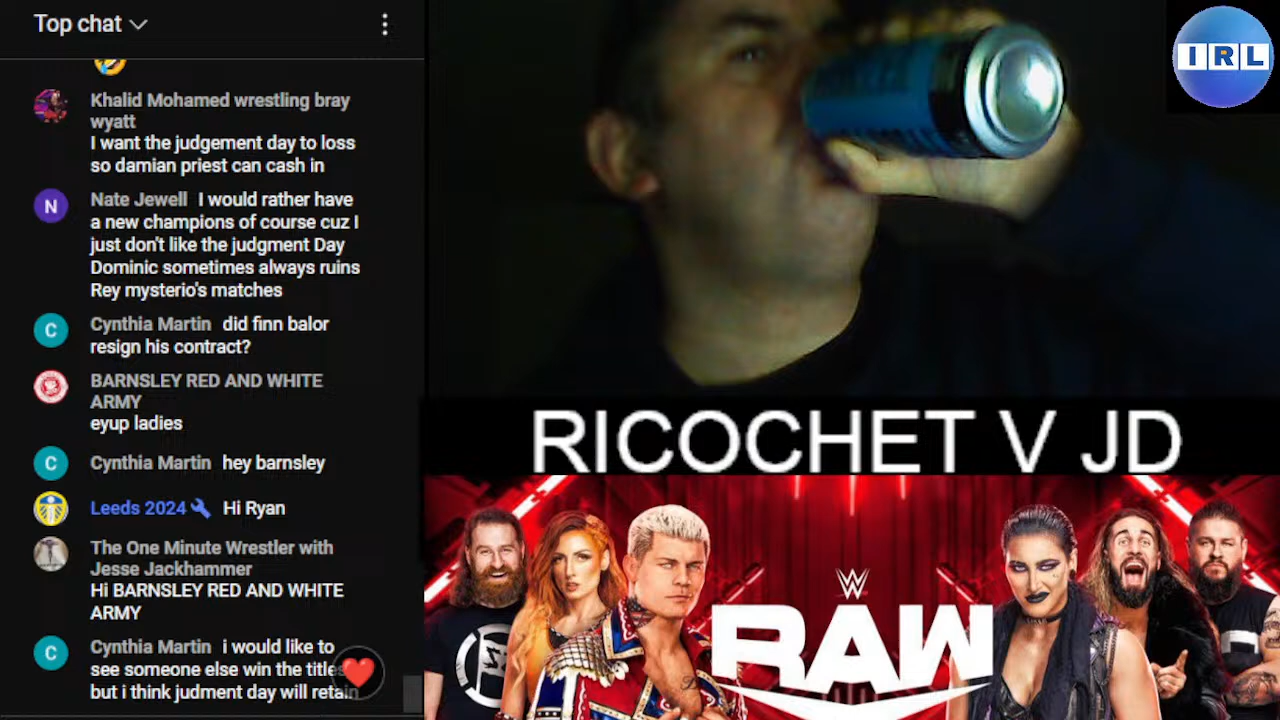 Top chat
Khalid Mohamed wrestling bray
wyatt
I want the judgement day to loss
so damian priest can cash in
N
Nate Jewell I would rather have
a new champions of course cuz I
just don't like the judgment Day
Dominic sometimes always ruins
Rey mysterio's matches
C
Cynthia Martin did finn balor
resign his contract?
BARNSLEY RED AND WHITE
ARMY
eyup ladies
C
Cynthia Martin hey barnsley
Leeds 2024 Hi Ryan
The One Minute Wrestler with
Jesse Jackhammer
Hi BARNSLEY RED AND WHITE
ARMY
C
Cynthia Martin i would like to
see someone else win the titles
but i think judment day will retain
IRL
RICOCHET V JD
W
RAW